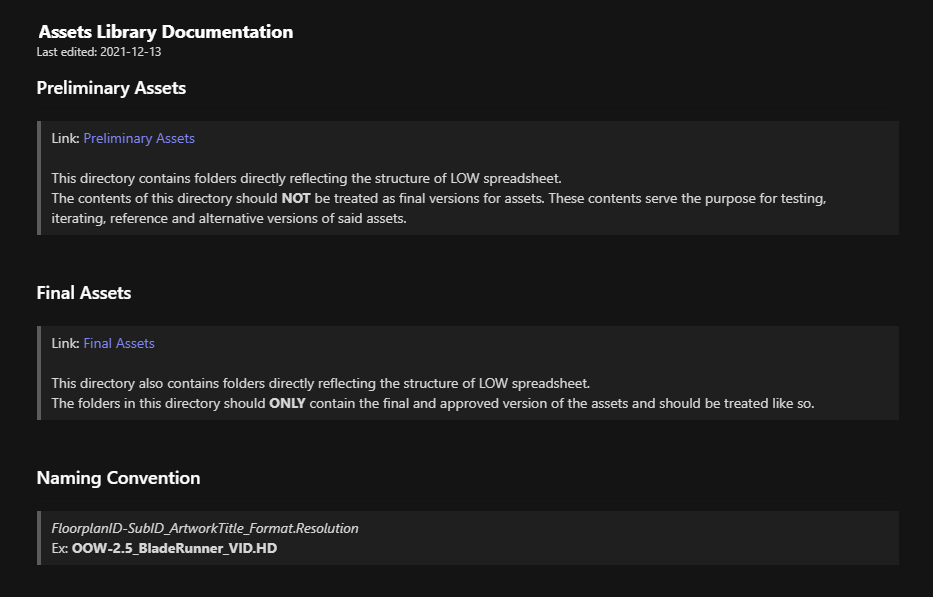 Assets Library Documentation
Last edited: 2021-12-13
Preliminary Assets
Link: Preliminary Assets
This directory contains folders directly reflecting the structure of LOW spreadsheet.
The contents of this directory should NOT be treated as final versions for assets. These contents serve the purpose for testing,
iterating, reference and alternative versions of said assets.
Final Assets
Link: Final Assets
This directory also contains folders directly reflecting the structure of LOW spreadsheet.
The folders in this directory should ONLY contain the final and approved version of the assets and should be treated like so.
Naming Convention
FloorplanID-SubID_ArtworkTitle_Format.Resolution
Ex: OOW-2.5_BladeRunner_VID.HD